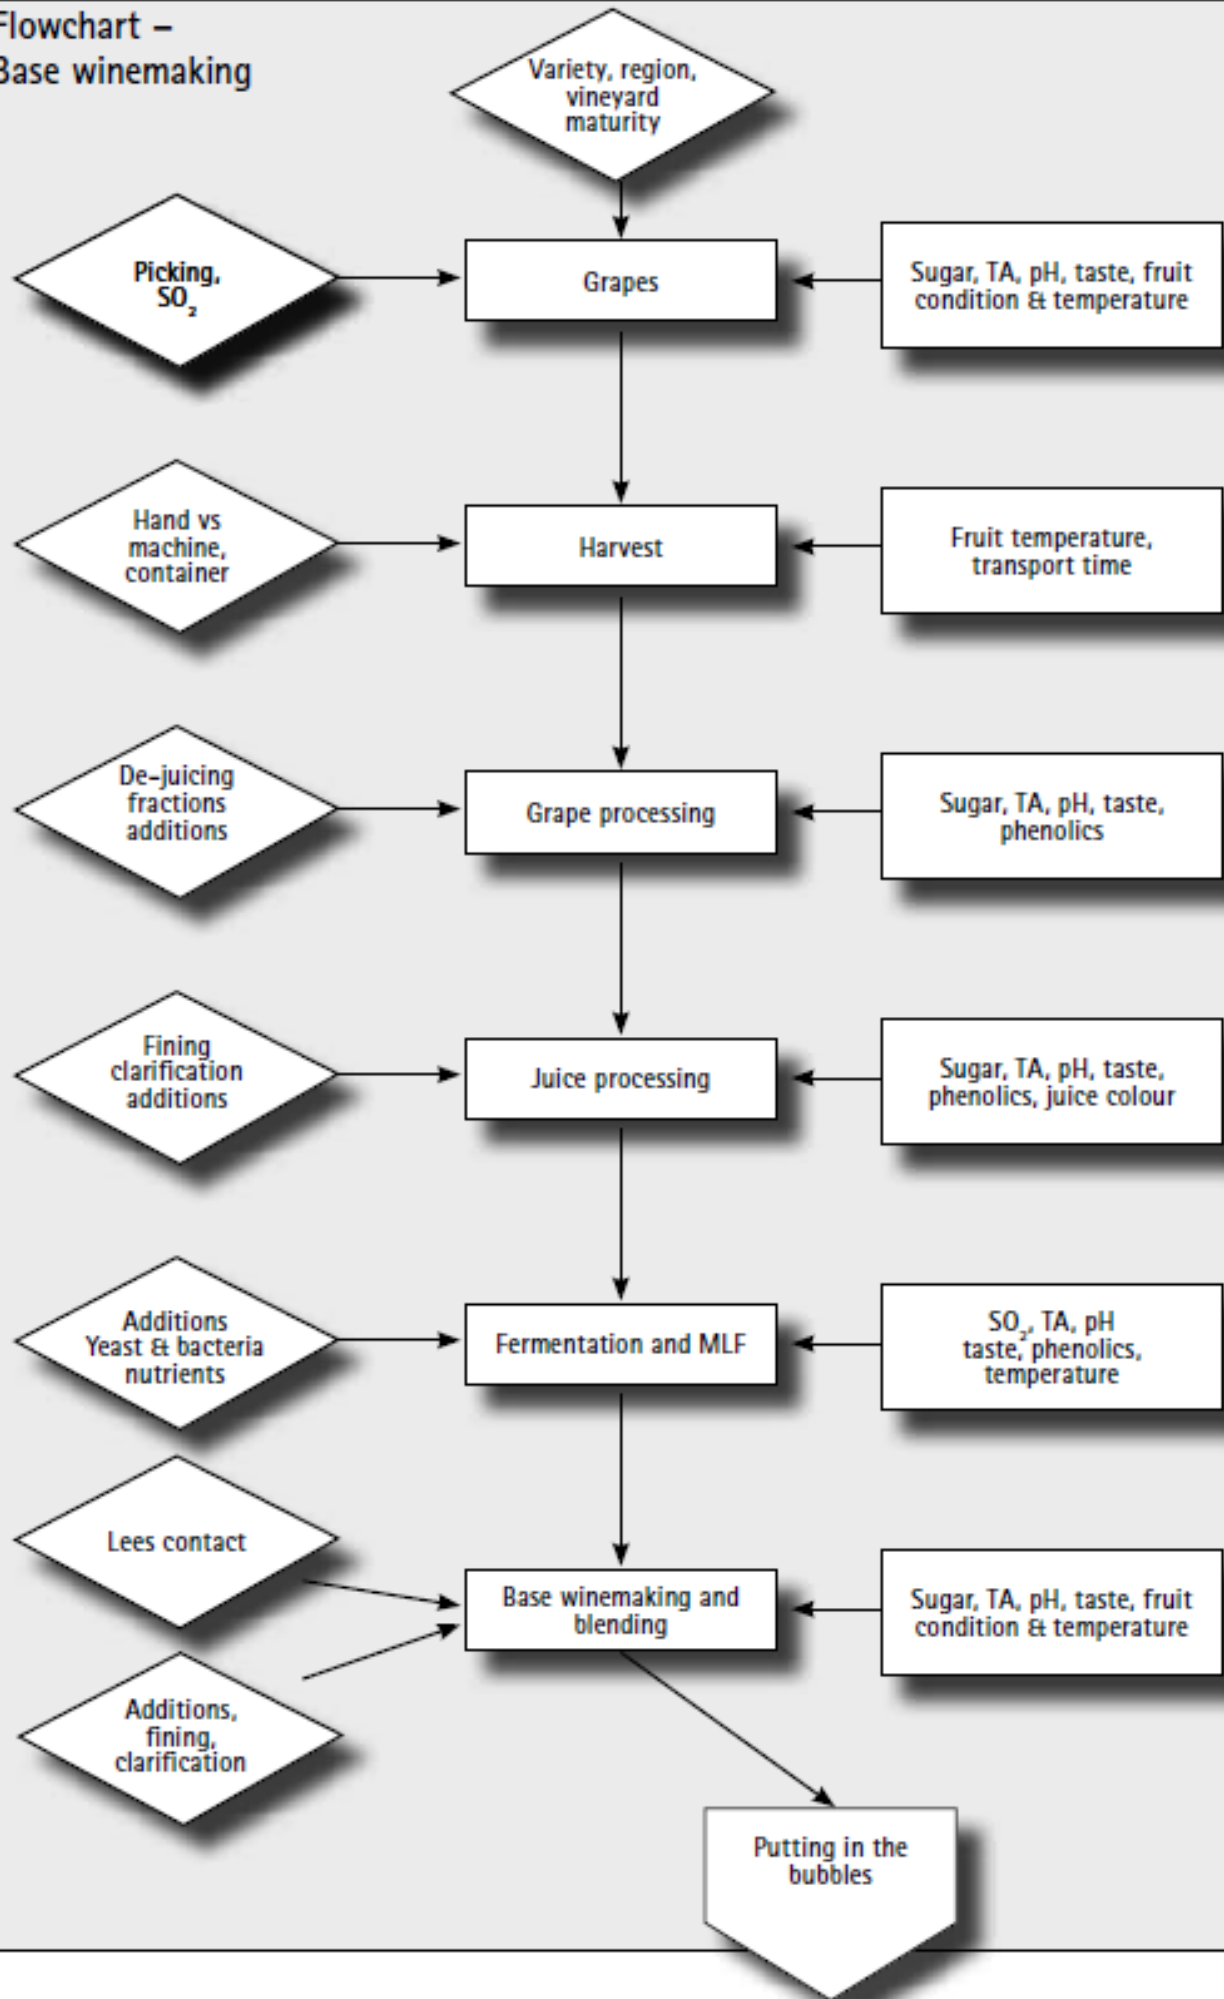 Flowchart –
Base winemaking
Variety, region,
vineyard
maturity
Picking,
SO₂
Grapes
Sugar, TA, pH, taste, fruit
condition & temperature
Hand vs
machine,
container
Harvest
Fruit temperature,
transport time
De-juicing
fractions
additions
Grape processing
Sugar, TA, pH, taste,
phenolics
Fining
clarification
additions
Juice processing
Sugar, TA, pH, taste,
phenolics, juice colour
Additions
Yeast & bacteria
nutrients
Fermentation and MLF
SO₂, TA, pH
taste, phenolics,
temperature
Lees contact
Base winemaking and
blending
Sugar, TA, pH, taste, fruit
condition & temperature
Additions,
fining,
clarification
Putting in the
bubbles